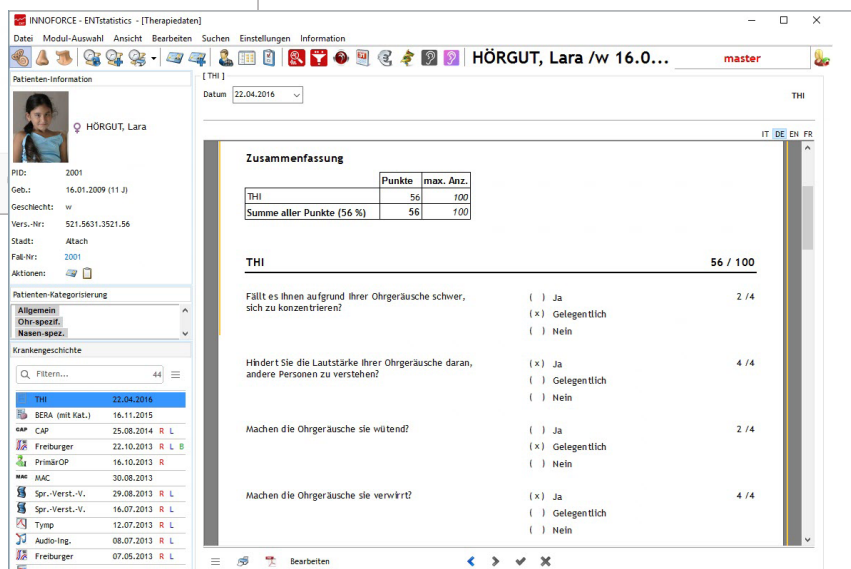 INNOFORCE - ENTstatistics - [Therapiedaten]
Datei Modul-Auswahl Ansicht Bearbeiten Suchen Einstellungen Information
HÖRGUT, Lara /w 16.0...
master
Patienten-Information
HÖRGUT, Lara
PID: 2001
Geb.: 16.01.2009 (11 J)
Geschlecht: w
Vers.-Nr: 521.5631.3521.56
Stadt: Altach
Fall-Nr: 2001
Aktionen:
Patienten-Kategorisierung
Allgemein
Ohr-spezif.
Nasen-spez.
Krankengeschichte
Filtern... 44
THI 22.04.2016
BERA (mit Kat.) 16.11.2015
CAP CAP 25.08.2014 R L
Freiburger 22.10.2013 R L B
PrimärOP 16.10.2013 R
MAC MAC 30.08.2013
Spr.-Verst.-V. 29.08.2013 R L
Spr.-Verst.-V. 16.07.2013 R L
Tymp 12.07.2013 R L
Audio-Ing. 08.07.2013 R L
Freiburger 07.05.2013 R L
[ THI ]
Datum 22.04.2016
THI
IT DE EN FR
Zusammenfassung
Punkte max. Anz.
THI 56 100
Summe aller Punkte (56 %) 56 100
THI 56 / 100
Fällt es Ihnen aufgrund Ihrer Ohrgeräusche schwer, ( ) Ja 2 /4
sich zu konzentrieren? (x) Gelegentlich
( ) Nein
Hindert Sie die Lautstärke Ihrer Ohrgeräusche daran, (x) Ja 4 /4
andere Personen zu verstehen? ( ) Gelegentlich
( ) Nein
Machen die Ohrgeräusche sie wütend? ( ) Ja 2 /4
(x) Gelegentlich
( ) Nein
Machen die Ohrgeräusche sie verwirrt? (x) Ja 4 /4
( ) Gelegentlich
( ) Nein
Bearbeiten